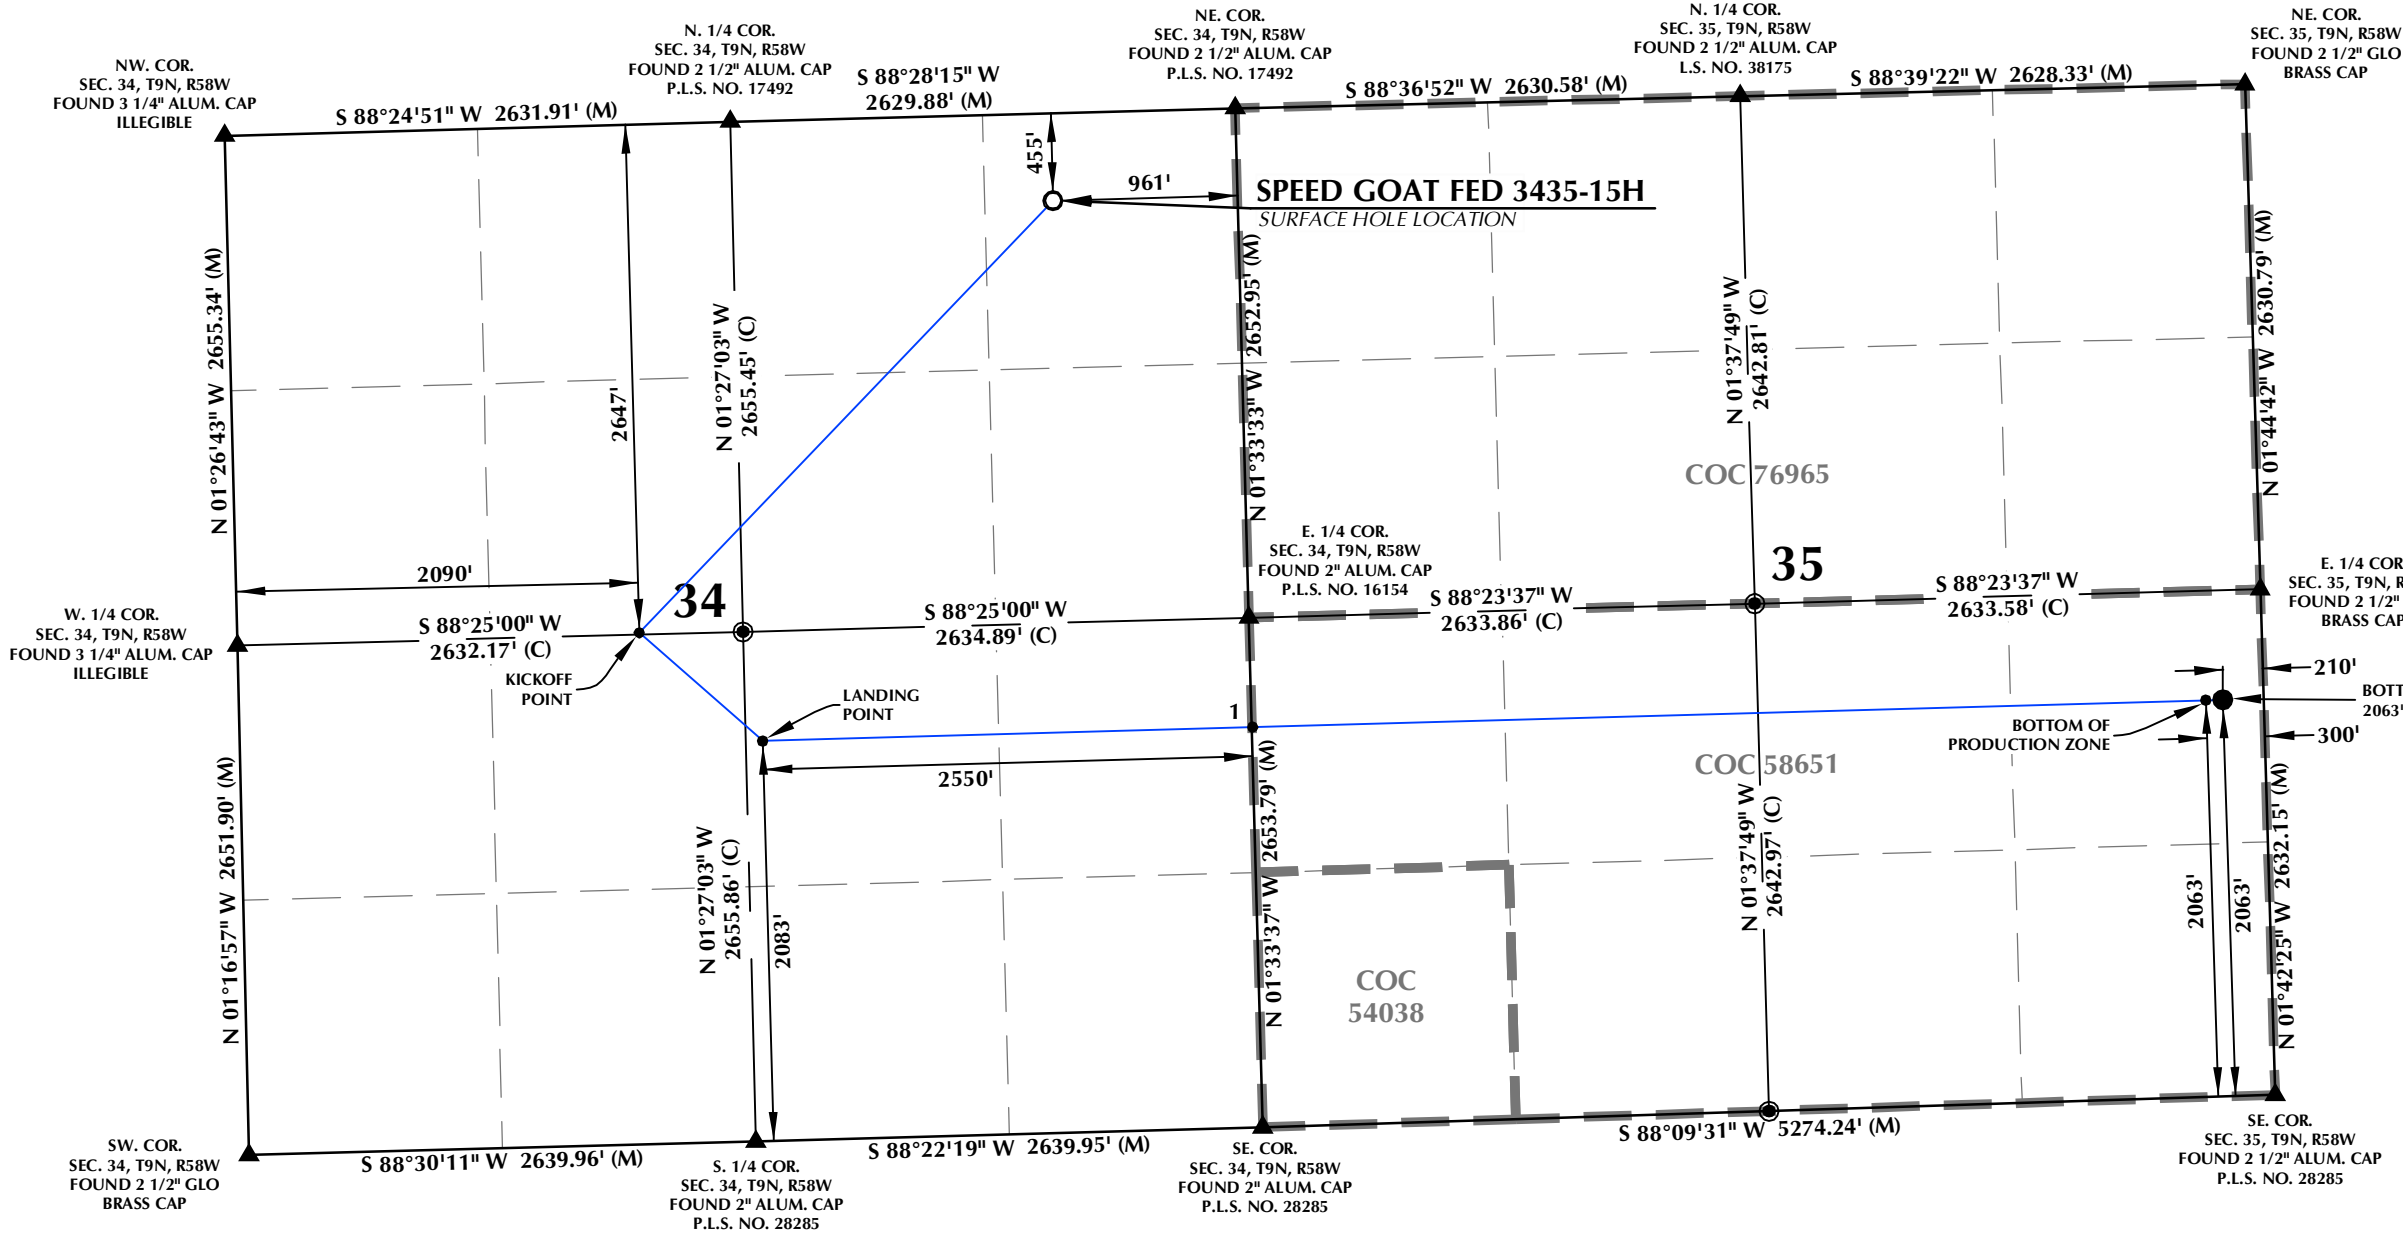 NW. COR.
SEC. 34, T9N, R58W
FOUND 3 1/4" ALUM. CAP
ILLEGIBLE
N. 1/4 COR.
SEC. 34, T9N, R58W
FOUND 2 1/2" ALUM. CAP
P.L.S. NO. 17492
NE. COR.
SEC. 34, T9N, R58W
FOUND 2 1/2" ALUM. CAP
P.L.S. NO. 17492
N. 1/4 COR.
SEC. 35, T9N, R58W
FOUND 2 1/2" ALUM. CAP
L.S. NO. 38175
NE. COR.
SEC. 35, T9N, R58W
FOUND 2 1/2" GLO
BRASS CAP
S 88°24'51" W 2631.91' (M)
S 88°28'15" W
2629.88' (M)
S 88°36'52" W 2630.58' (M)
S 88°39'22" W 2628.33' (M)
455'
961'
SPEED GOAT FED 3435-15H
SURFACE HOLE LOCATION
N 01°26'43" W 2655.34' (M)
2647'
N 01°27'03" W
2655.45' (C)
N 01°33'33" W 2652.95' (M)
N 01°37'49" W
2642.81' (C)
N 01°44'42" W 2630.79' (M)
COC 76965
2090'
34
35
E. 1/4 COR.
SEC. 34, T9N, R58W
FOUND 2" ALUM. CAP
P.L.S. NO. 16154
E. 1/4 COR
SEC. 35, T9N, R
FOUND 2 1/2"
BRASS CAP
W. 1/4 COR.
SEC. 34, T9N, R58W
FOUND 3 1/4" ALUM. CAP
ILLEGIBLE
S 88°25'00" W
2632.17' (C)
S 88°25'00" W
2634.89' (C)
S 88°23'37" W
2633.86' (C)
S 88°23'37" W
2633.58' (C)
KICKOFF
POINT
LANDING
POINT
1
210'
BOTT
2063'
BOTTOM OF
PRODUCTION ZONE
300'
2550'
COC 58651
N 01°16'57" W 2651.90' (M)
N 01°27'03" W
2655.86' (C)
2083'
N 01°33'37" W 2653.79' (M)
N 01°37'49" W
2642.97' (C)
2063'
2063'
N 01°42'25" W 2632.15' (M)
COC
54038
S 88°30'11" W 2639.96' (M)
S 88°22'19" W 2639.95' (M)
S 88°09'31" W 5274.24' (M)
SW. COR.
SEC. 34, T9N, R58W
FOUND 2 1/2" GLO
BRASS CAP
S. 1/4 COR.
SEC. 34, T9N, R58W
FOUND 2" ALUM. CAP
P.L.S. NO. 28285
SE. COR.
SEC. 34, T9N, R58W
FOUND 2" ALUM. CAP
P.L.S. NO. 28285
SE. COR.
SEC. 35, T9N, R58W
FOUND 2 1/2" ALUM. CAP
P.L.S. NO. 28285